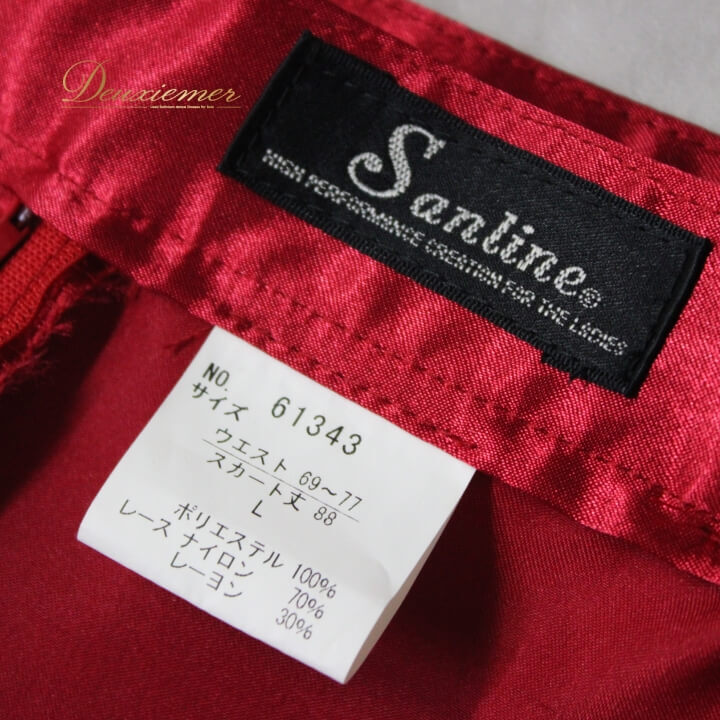 Deuxiemer
Sanline®
HIGH PERFORMANCE CREATION FOR THE LADIES
NO. 61343
サイズ
ウエスト 69～77
スカート丈 88
L
ポリエステル 100%
レース ナイロン 70%
レーヨン 30%